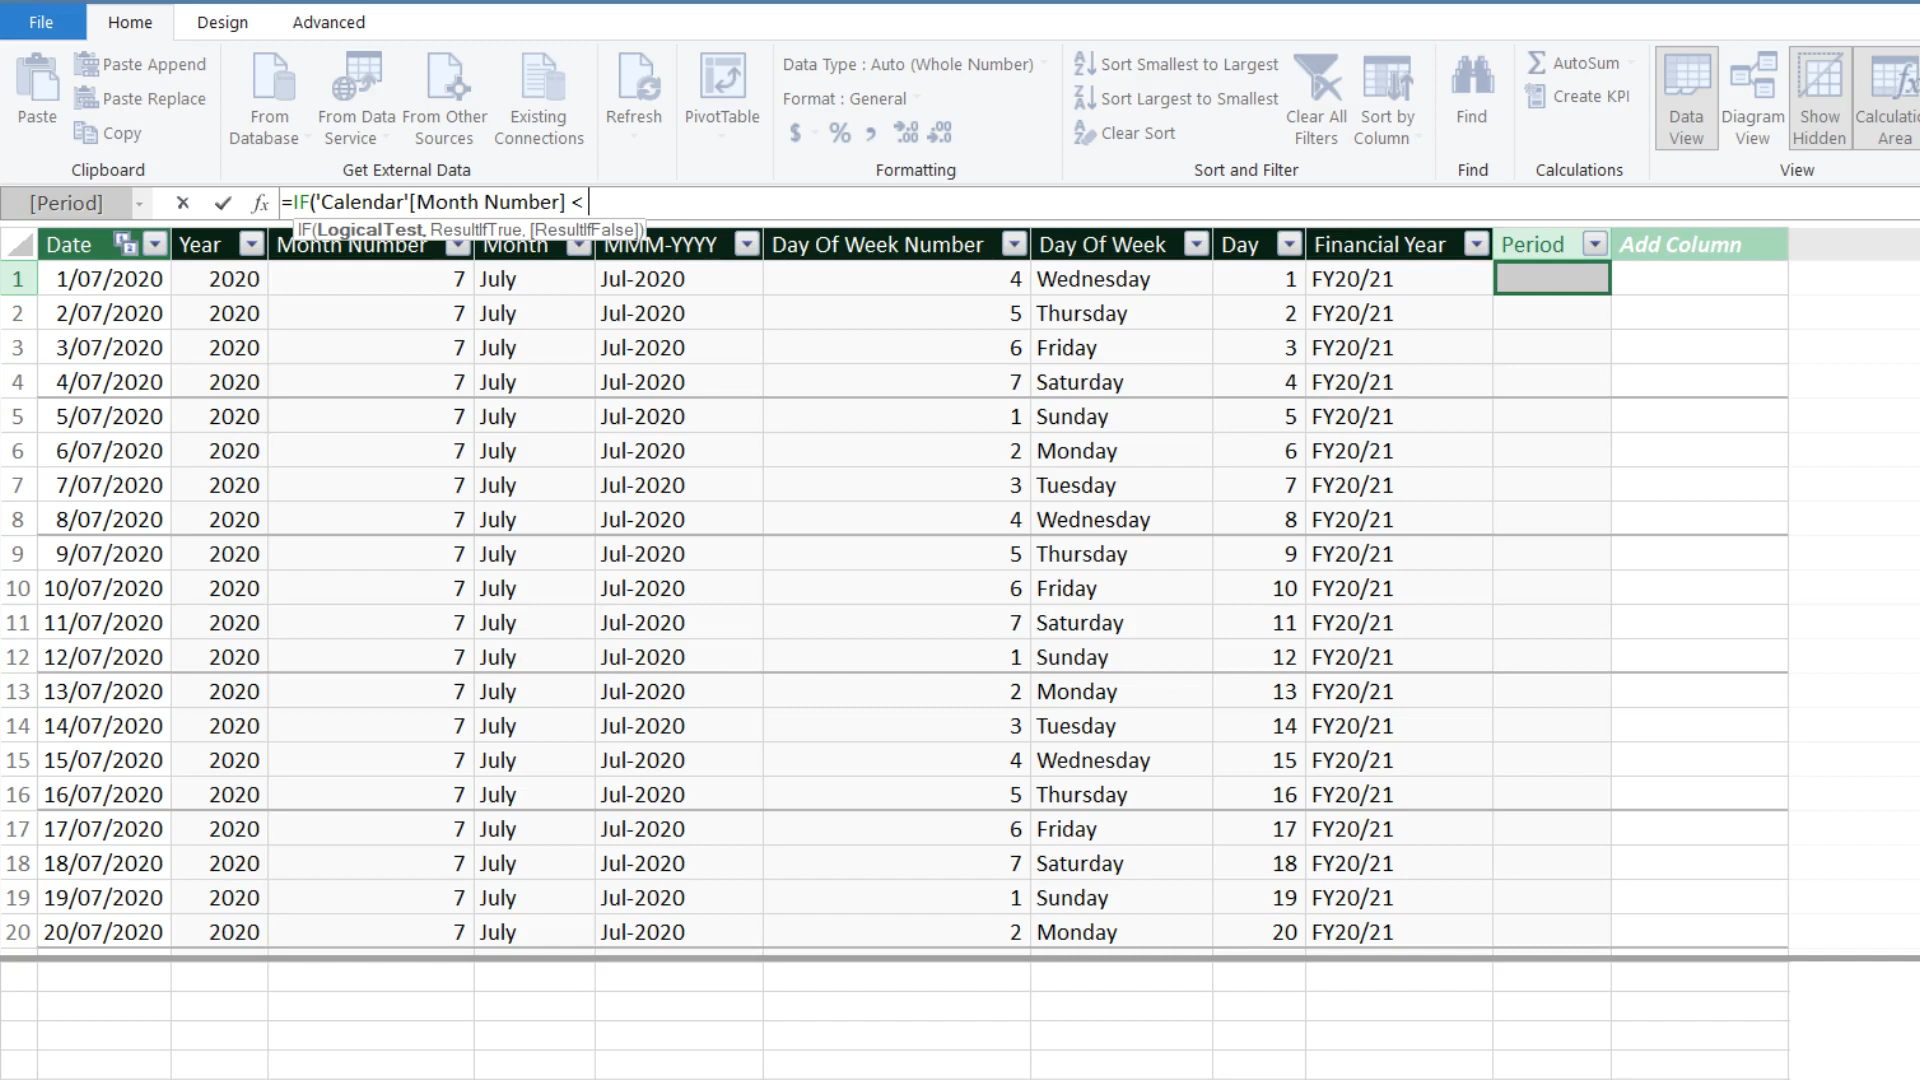 File Home Design Advanced
Paste
Paste Append
Paste Replace
Copy
Clipboard
From Database
From Data Service
From Other Sources
Existing Connections
Get External Data
Refresh
PivotTable
Data Type : Auto (Whole Number)
Format : General
$ % , .00 .00
Formatting
Sort Smallest to Largest
Sort Largest to Smallest
Clear Sort
Clear All Filters
Sort by Column
Sort and Filter
Find
Find
AutoSum
Create KPI
Calculations
Data View
Diagram View
Show Hidden
Calculatio Area
View
[Period] fx =IF('Calendar'[Month Number] <
IF(LogicalTest, ResultIfTrue, [ResultIfFalse])
Date Year Month Number Month MMM-YYYY Day Of Week Number Day Of Week Day Financial Year Period Add Column
1 1/07/2020 2020 7 July Jul-2020 4 Wednesday 1 FY20/21
2 2/07/2020 2020 7 July Jul-2020 5 Thursday 2 FY20/21
3 3/07/2020 2020 7 July Jul-2020 6 Friday 3 FY20/21
4 4/07/2020 2020 7 July Jul-2020 7 Saturday 4 FY20/21
5 5/07/2020 2020 7 July Jul-2020 1 Sunday 5 FY20/21
6 6/07/2020 2020 7 July Jul-2020 2 Monday 6 FY20/21
7 7/07/2020 2020 7 July Jul-2020 3 Tuesday 7 FY20/21
8 8/07/2020 2020 7 July Jul-2020 4 Wednesday 8 FY20/21
9 9/07/2020 2020 7 July Jul-2020 5 Thursday 9 FY20/21
10 10/07/2020 2020 7 July Jul-2020 6 Friday 10 FY20/21
11 11/07/2020 2020 7 July Jul-2020 7 Saturday 11 FY20/21
12 12/07/2020 2020 7 July Jul-2020 1 Sunday 12 FY20/21
13 13/07/2020 2020 7 July Jul-2020 2 Monday 13 FY20/21
14 14/07/2020 2020 7 July Jul-2020 3 Tuesday 14 FY20/21
15 15/07/2020 2020 7 July Jul-2020 4 Wednesday 15 FY20/21
16 16/07/2020 2020 7 July Jul-2020 5 Thursday 16 FY20/21
17 17/07/2020 2020 7 July Jul-2020 6 Friday 17 FY20/21
18 18/07/2020 2020 7 July Jul-2020 7 Saturday 18 FY20/21
19 19/07/2020 2020 7 July Jul-2020 1 Sunday 19 FY20/21
20 20/07/2020 2020 7 July Jul-2020 2 Monday 20 FY20/21